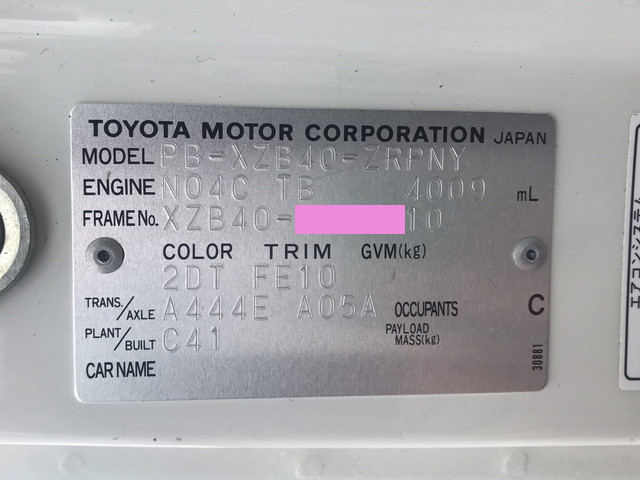 TOYOTA MOTOR CORPORATION JAPAN
MODEL PB-XZB40-ZRPNY
ENGINE N04C TB 4009 mL
FRAME No. XZB40- 10
COLOR TRIM GVM(kg)
2DT FE10
TRANS./AXLE A444E A05A OCCUPANTS C
PLANT/BUILT C41 PAYLOAD MASS(kg)
CAR NAME
30881